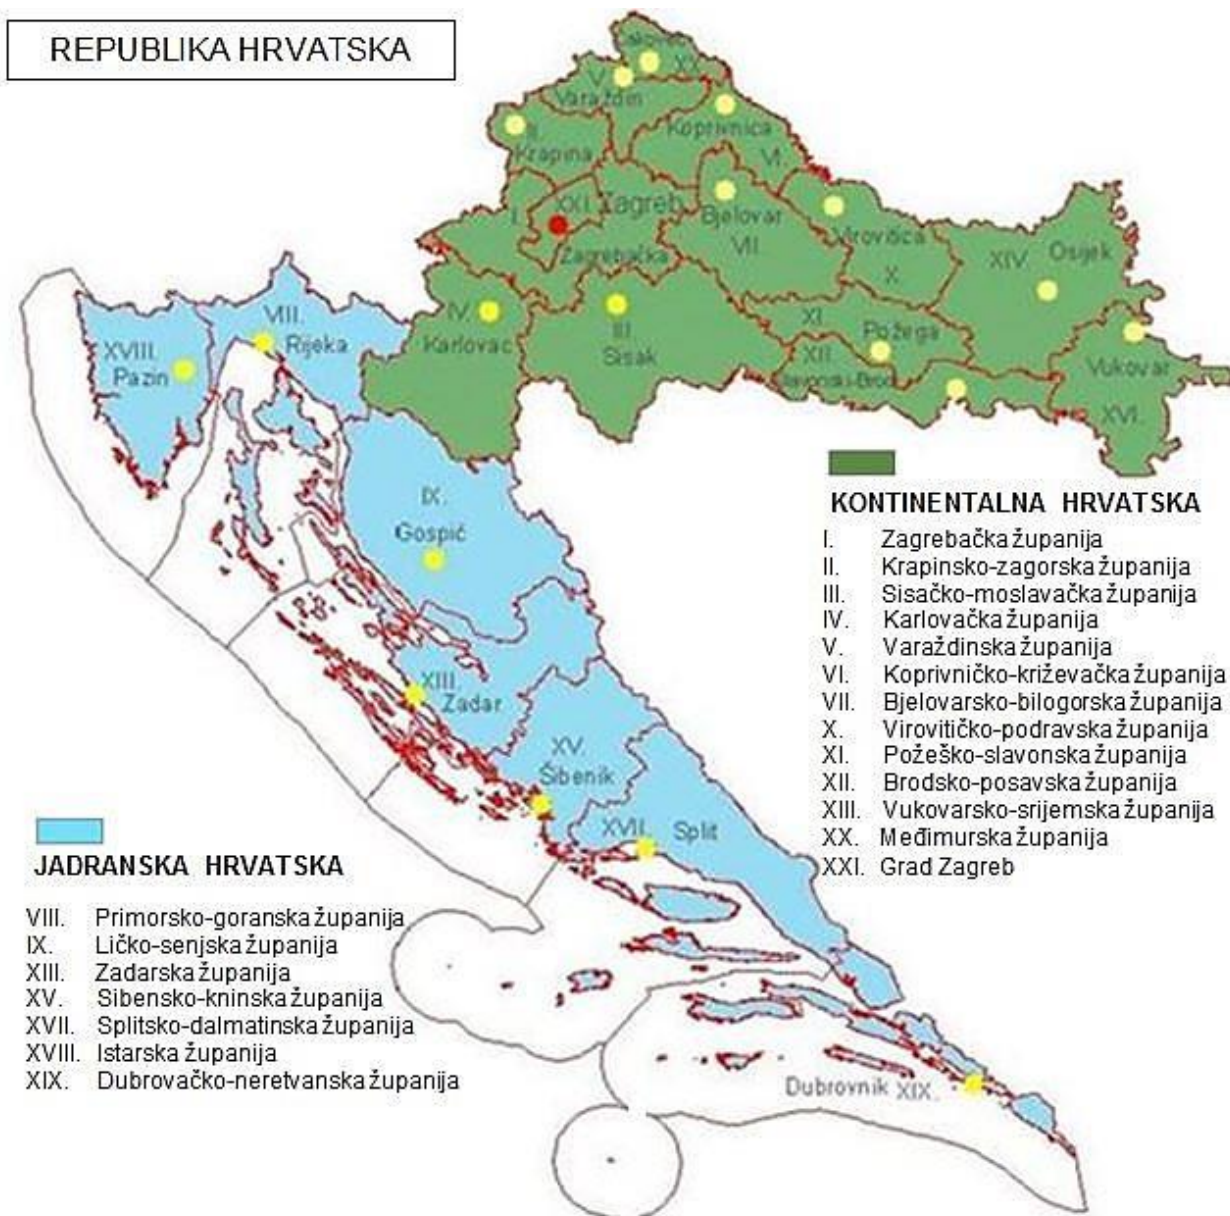 REPUBLIKA HRVATSKA
XX.
V.
Varaždin
Koprivnica
II.
Krapina
VI.
I.
XXI. Zagreb
Bjelovar
Virovitica
Zagrebačka
VII.
X.
XIV.
Osijek
IV.
Karlovac
III.
Sisak
XI.
Požega
XII.
Slavonski-Brod
Vukovar
XVI.
VIII.
Rijeka
XVIII.
Pazin
IX.
Gospić
XIII.
Zadar
XV.
Šibenik
XVII.
Split
Dubrovnik XIX.
KONTINENTALNA HRVATSKA
I. Zagrebačka županija
II. Krapinsko-zagorska županija
III. Sisačko-moslavačka županija
IV. Karlovačka županija
V. Varaždinska županija
VI. Koprivničko-križevačka županija
VII. Bjelovarsko-bilogorska županija
X. Virovitičko-podravska županija
XI. Požeško-slavonska županija
XII. Brodsko-posavska županija
XIII. Vukovarsko-srijemska županija
XX. Međimurska županija
XXI. Grad Zagreb
JADRANSKA HRVATSKA
VIII. Primorsko-goranska županija
IX. Ličko-senjska županija
XIII. Zadarska županija
XV. Sibensko-kninska županija
XVII. Splitsko-dalmatinska županija
XVIII. Istarska županija
XIX. Dubrovačko-neretvanska županija